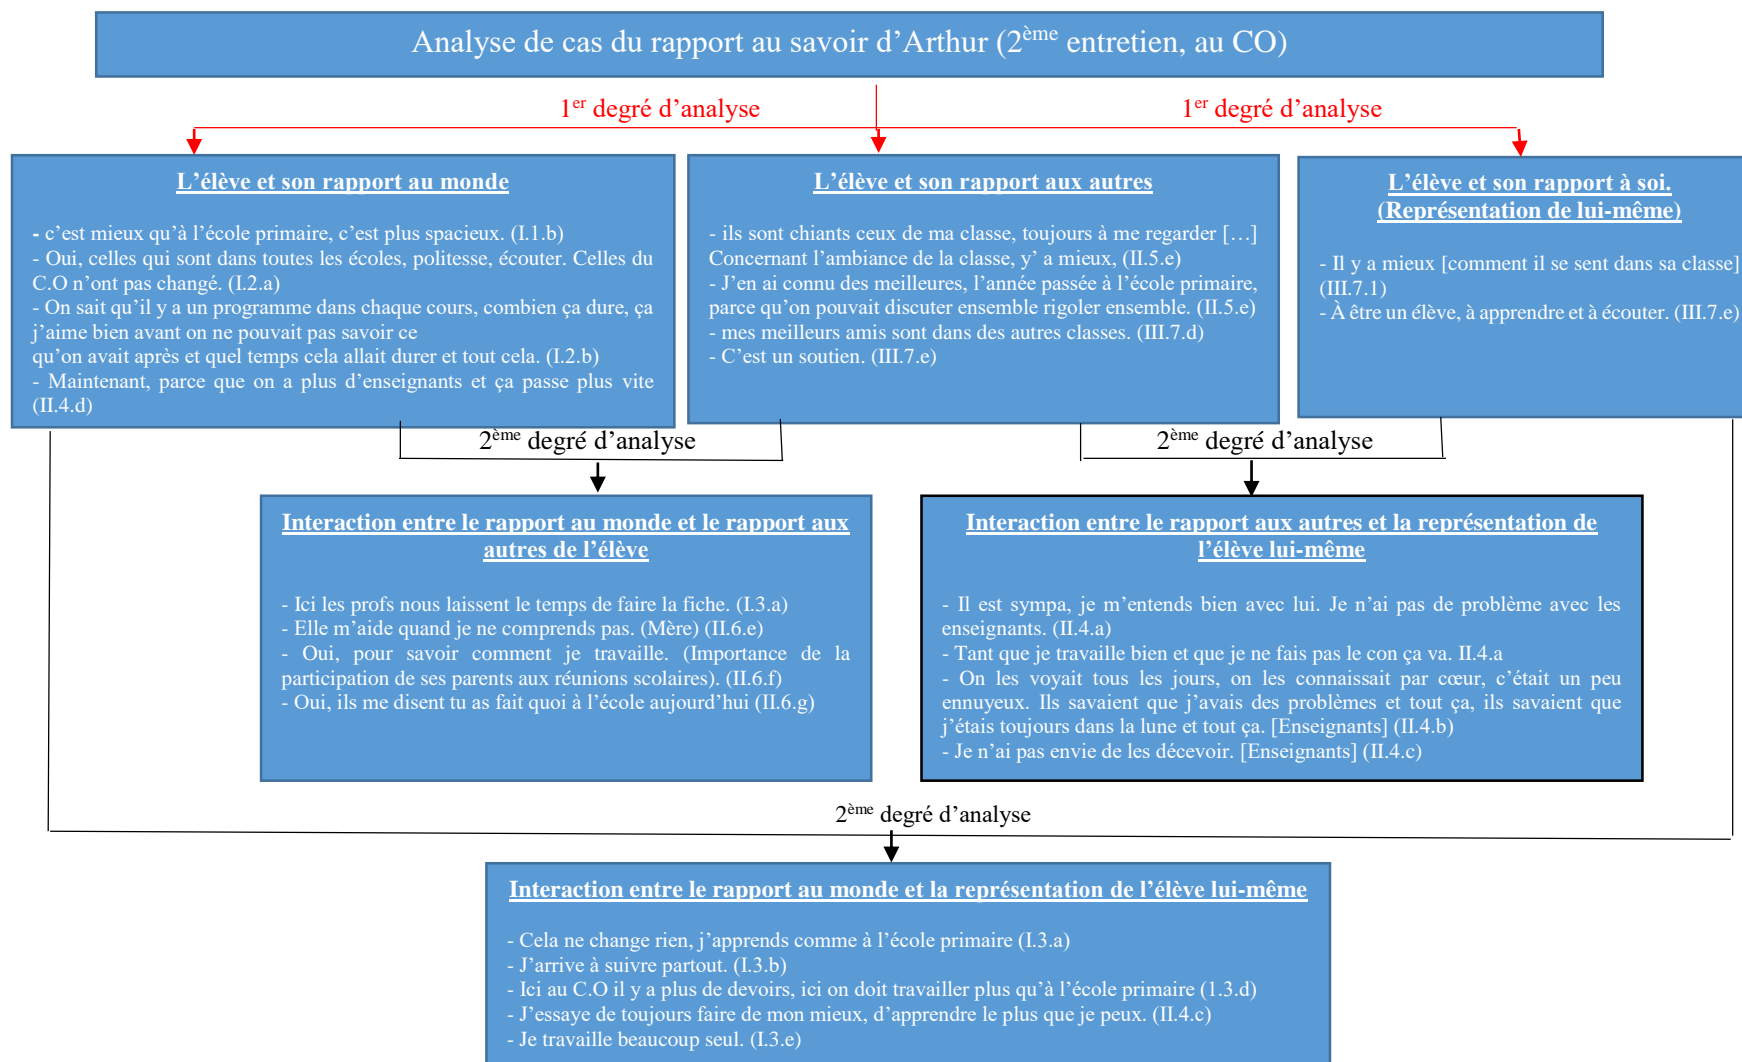 Analyse de cas du rapport au savoir d’Arthur (2ème entretien, au CO)
1er degré d’analyse
1er degré d’analyse
L’élève et son rapport au monde
- c’est mieux qu’à l’école primaire, c’est plus spacieux. (I.1.b)
- Oui, celles qui sont dans toutes les écoles, politesse, écouter. Celles du
C.O n’ont pas changé. (I.2.a)
- On sait qu’il y a un programme dans chaque cours, combien ça dure, ça
j’aime bien avant on ne pouvait pas savoir ce
qu’on avait après et quel temps cela allait durer et tout cela. (I.2.b)
- Maintenant, parce que on a plus d’enseignants et ça passe plus vite
(II.4.d)
L’élève et son rapport aux autres
- ils sont chiants ceux de ma classe, toujours à me regarder […]
Concernant l’ambiance de la classe, y’ a mieux, (II.5.e)
- J’en ai connu des meilleures, l’année passée à l’école primaire,
parce qu’on pouvait discuter ensemble rigoler ensemble. (II.5.e)
- mes meilleurs amis sont dans des autres classes. (III.7.d)
- C’est un soutien. (III.7.e)
L’élève et son rapport à soi.
(Représentation de lui-même)
- Il y a mieux [comment il se sent dans sa classe]
(III.7.1)
- À être un élève, à apprendre et à écouter. (III.7.e)
2ème degré d’analyse
2ème degré d’analyse
Interaction entre le rapport au monde et le rapport aux
autres de l’élève
- Ici les profs nous laissent le temps de faire la fiche. (I.3.a)
- Elle m’aide quand je ne comprends pas. (Mère) (II.6.e)
- Oui, pour savoir comment je travaille. (Importance de la
participation de ses parents aux réunions scolaires). (II.6.f)
- Oui, ils me disent tu as fait quoi à l’école aujourd’hui (II.6.g)
Interaction entre le rapport aux autres et la représentation de
l’élève lui-même
- Il est sympa, je m’entends bien avec lui. Je n’ai pas de problème avec les
enseignants. (II.4.a)
- Tant que je travaille bien et que je ne fais pas le con ça va. II.4.a
- On les voyait tous les jours, on les connaissait par cœur, c’était un peu
ennuyeux. Ils savaient que j’avais des problèmes et tout ça, ils savaient que
j’étais toujours dans la lune et tout ça. [Enseignants] (II.4.b)
- Je n’ai pas envie de les décevoir. [Enseignants] (II.4.c)
2ème degré d’analyse
Interaction entre le rapport au monde et la représentation de l’élève lui-même
- Cela ne change rien, j’apprends comme à l’école primaire (I.3.a)
- J’arrive à suivre partout. (I.3.b)
- Ici au C.O il y a plus de devoirs, ici on doit travailler plus qu’à l’école primaire (1.3.d)
- J’essaye de toujours faire de mon mieux, d’apprendre le plus que je peux. (II.4.c)
- Je travaille beaucoup seul. (I.3.e)